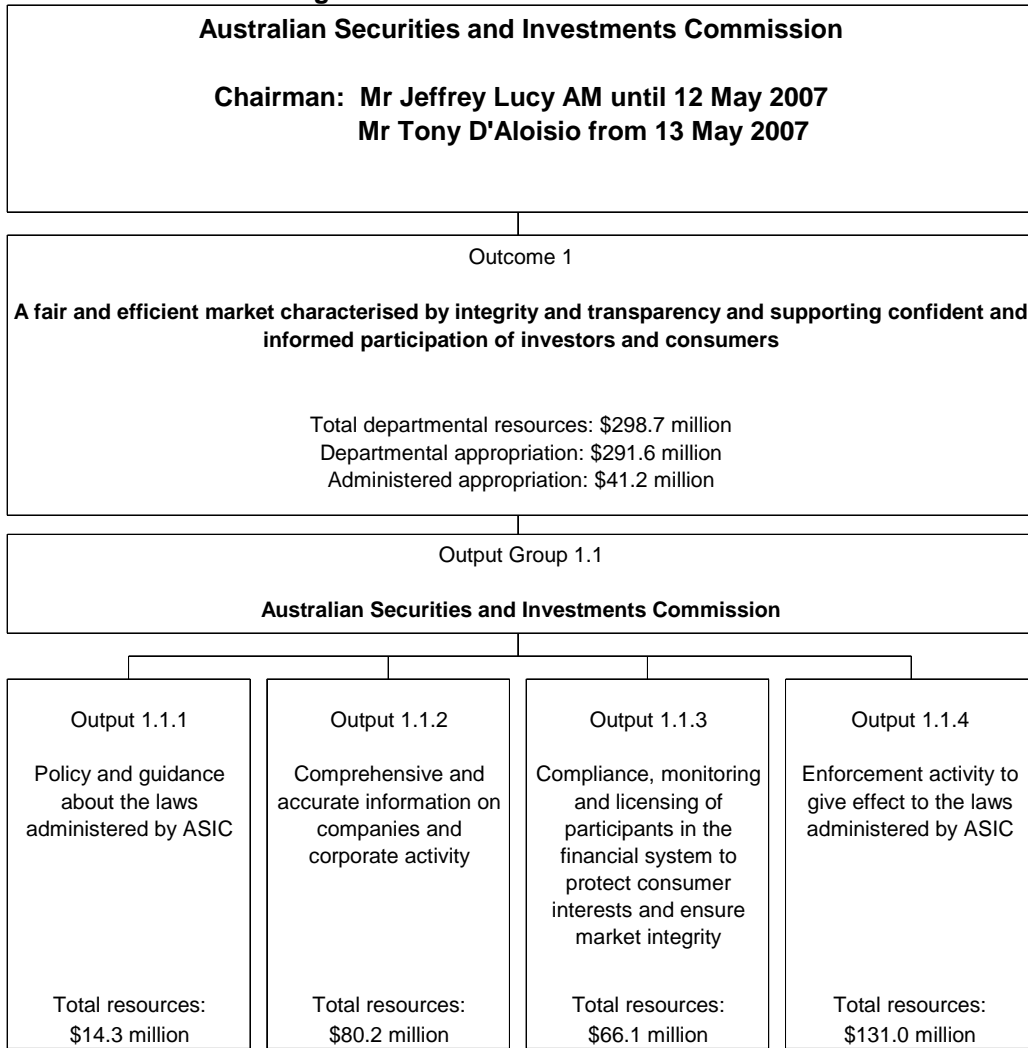 Australian Securities and Investments Commission
Chairman: Mr Jeffrey Lucy AM until 12 May 2007
Mr Tony D'Aloisio from 13 May 2007
Outcome 1
A fair and efficient market characterised by integrity and transparency and supporting confident and
informed participation of investors and consumers
Total departmental resources: $298.7 million
Departmental appropriation: $291.6 million
Administered appropriation: $41.2 million
Output Group 1.1
Australian Securities and Investments Commission
Output 1.1.1
Policy and guidance
about the laws
administered by ASIC
Total resources:
$14.3 million
Output 1.1.2
Comprehensive and
accurate information on
companies and
corporate activity
Total resources:
$80.2 million
Output 1.1.3
Compliance, monitoring
and licensing of
participants in the
financial system to
protect consumer
interests and ensure
market integrity
Total resources:
$66.1 million
Output 1.1.4
Enforcement activity to
give effect to the laws
administered by ASIC
Total resources:
$131.0 million